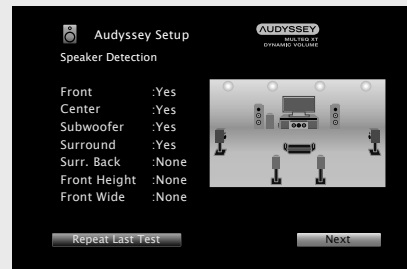 Audyssey Setup
AUDYSSEY
MULTEQ XT
DYNAMIC VOLUME
Speaker Detection
Front :Yes
Center :Yes
Subwoofer :Yes
Surround :Yes
Surr. Back :None
Front Height :None
Front Wide :None
Repeat Last Test
Next